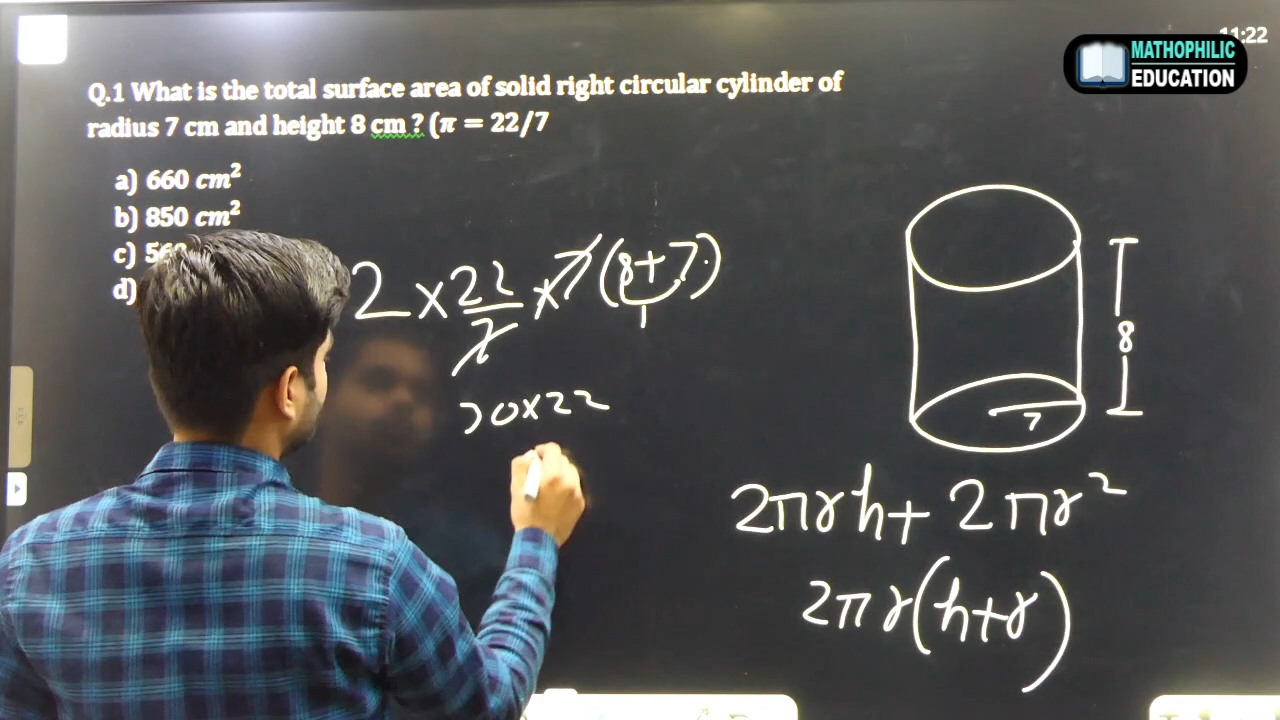 11:22
MATHOPHILIC
EDUCATION
Q.1 What is the total surface area of solid right circular cylinder of
radius 7 cm and height 8 cm ? (π = 22/7
a) 660 cm²
b) 850 cm²
c)
d)
2 × 22/7 × 7 (8+7)
30×22
8
7
2πrh + 2πr²
2πr(h+r)